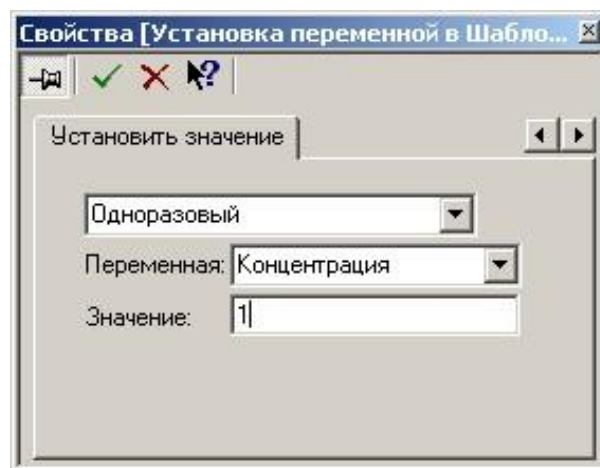 Свойства [Установка переменной в Шабло...
Установить значение
Одноразовый
Переменная: Концентрация
Значение: 1